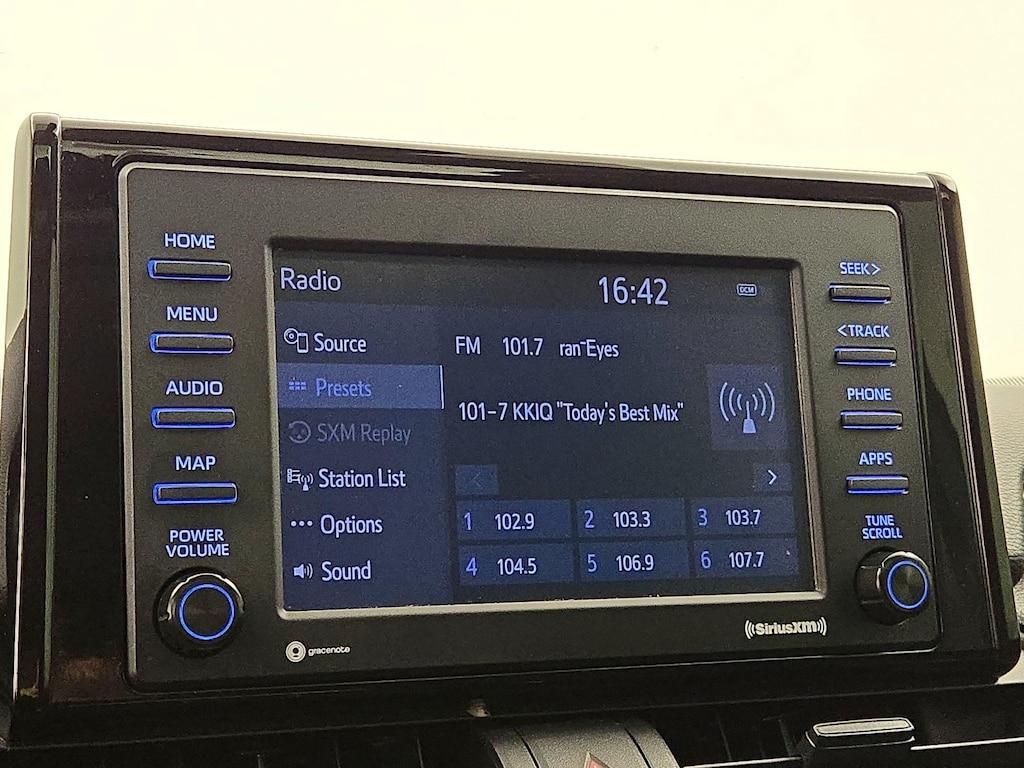 HOME
MENU
AUDIO
MAP
POWER
VOLUME
Radio
16:42
DCM
Source
Presets
SXM Replay
Station List
Options
Sound
FM 101.7 ran~Eyes
101-7 KKIQ "Today's Best Mix"
1 102.9
2 103.3
3 103.7
4 104.5
5 106.9
6 107.7
SEEK>
<TRACK
PHONE
APPS
TUNE
SCROLL
gracenote
SiriusXM